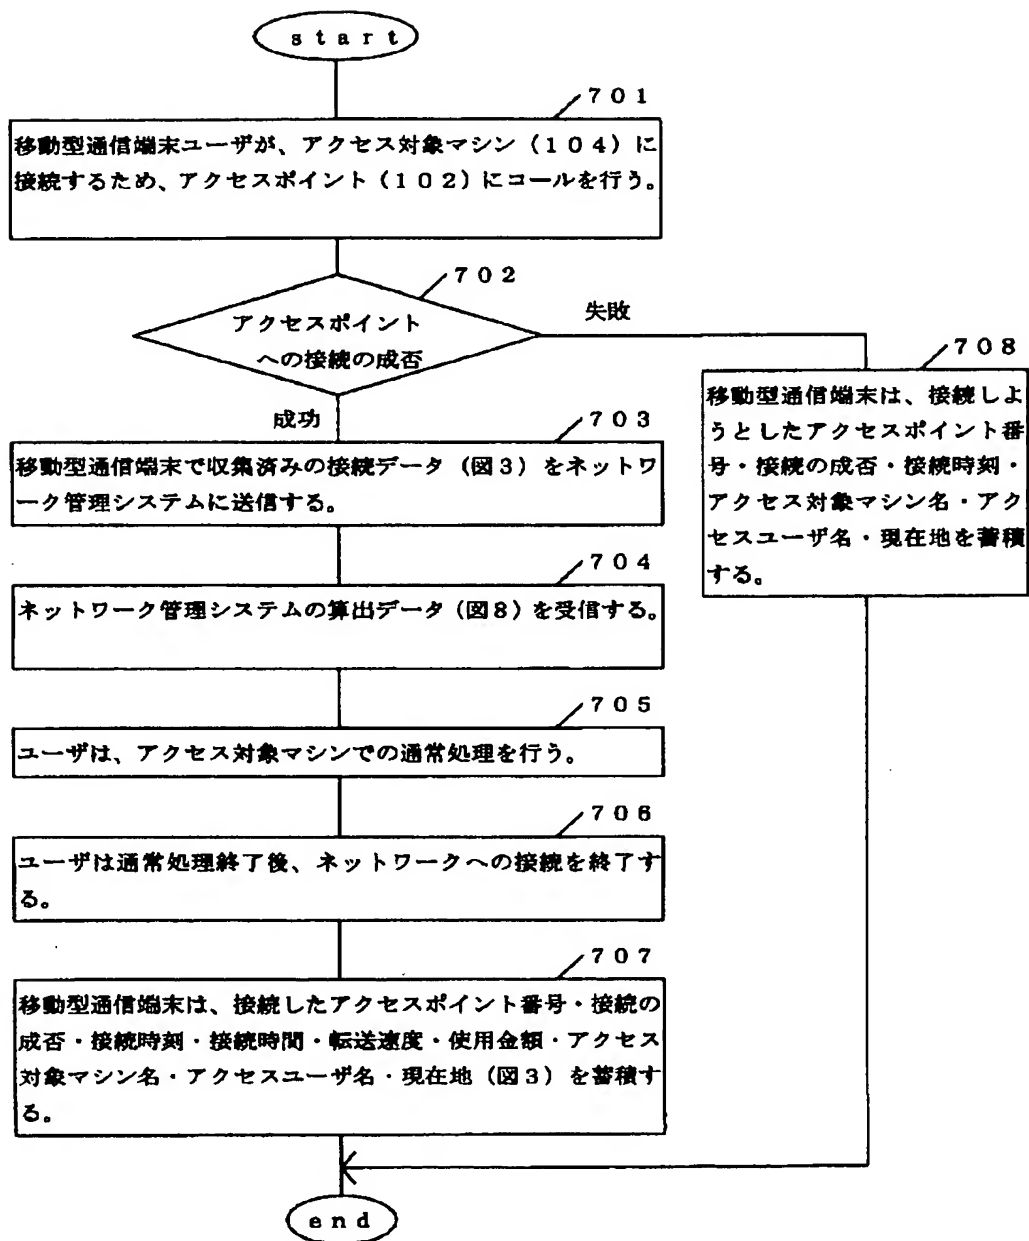 start
701
移動型通信端末ユーザが、アクセス対象マシン（104）に
接続するため、アクセスポイント（102）にコールを行う。
702
アクセスポイント
への接続の成否
失敗
成功
703
移動型通信端末で収集済みの接続データ（図3）をネットワ
ーク管理システムに送信する。
704
ネットワーク管理システムの算出データ（図8）を受信する。
705
ユーザは、アクセス対象マシンでの通常処理を行う。
706
ユーザは通常処理終了後、ネットワークへの接続を終了す
る。
707
移動型通信端末は、接続したアクセスポイント番号・接続の
成否・接続時刻・接続時間・転送速度・使用金額・アクセス
対象マシン名・アクセスユーザ名・現在地（図3）を蓄積す
る。
708
移動型通信端末は、接続しよ
うとしたアクセスポイント番
号・接続の成否・接続時刻・
アクセス対象マシン名・アク
セスユーザ名・現在地を蓄積
する。
end